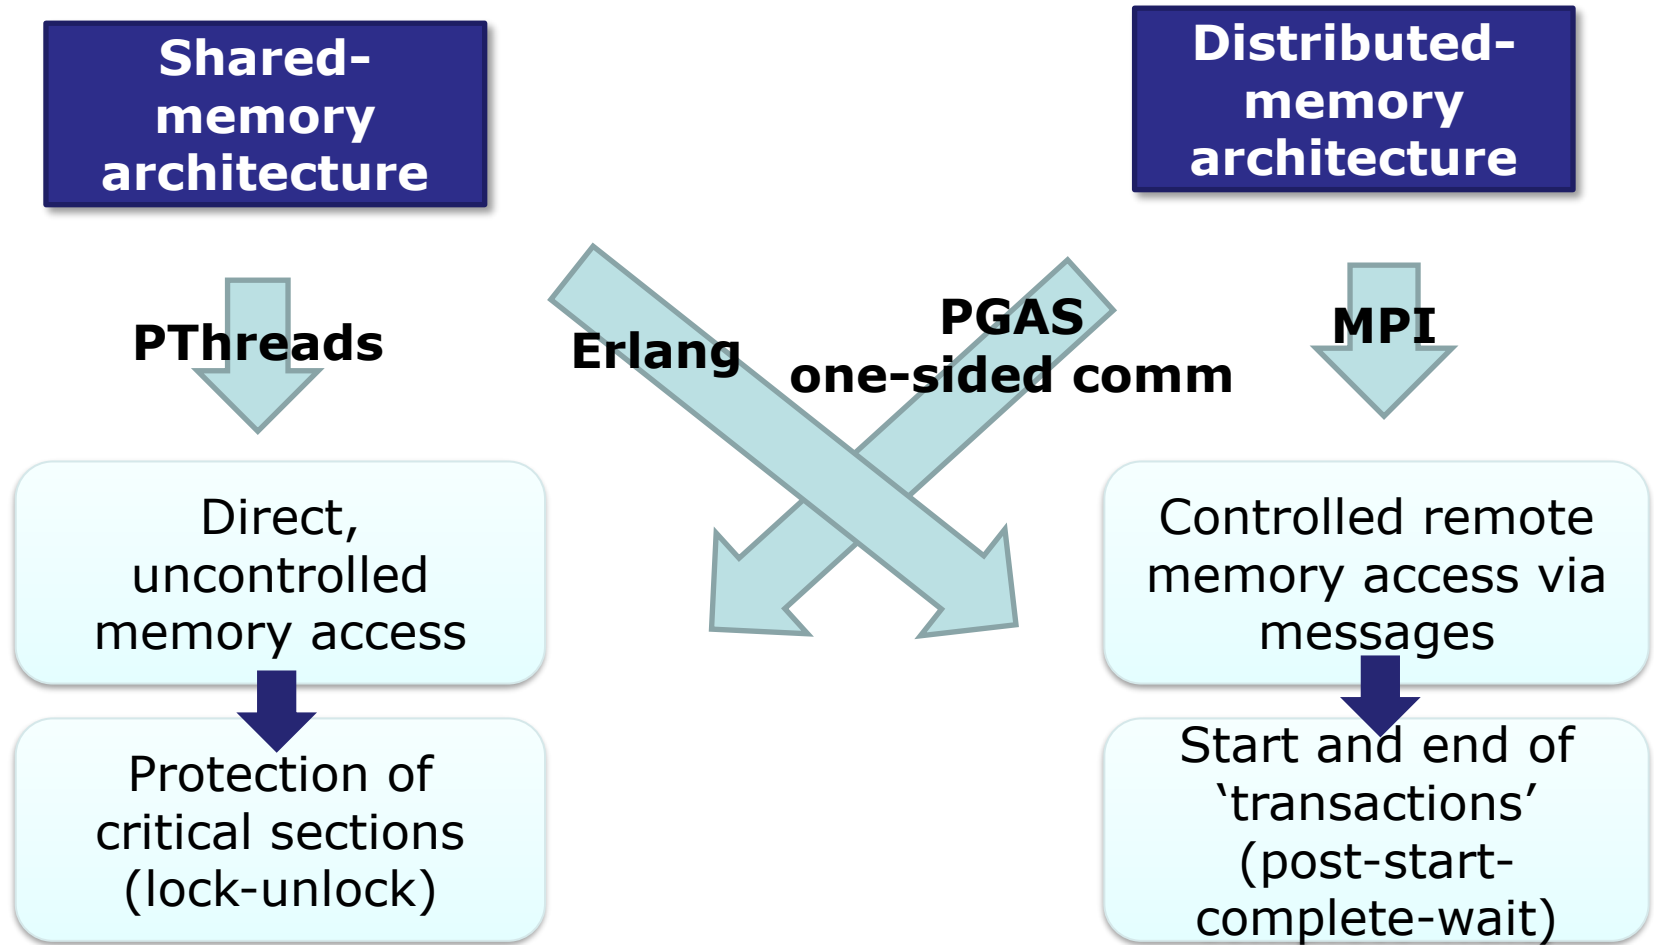 Shared-
memory
architecture
Distributed-
memory
architecture
PThreads
Erlang
PGAS
one-sided comm
MPI
Direct,
uncontrolled
memory access
Controlled remote
memory access via
messages
Protection of
critical sections
(lock-unlock)
Start and end of
‘transactions’
(post-start-
complete-wait)